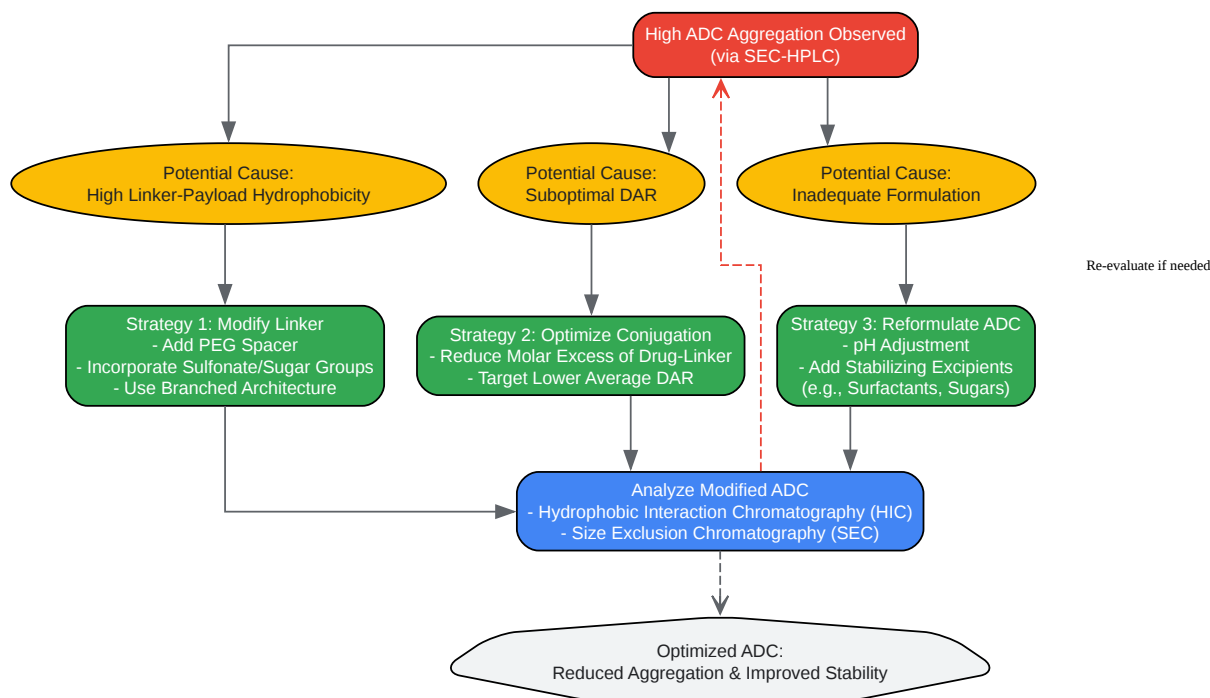 High ADC Aggregation Observed
(via SEC-HPLC)
Potential Cause:
High Linker-Payload Hydrophobicity
Potential Cause:
Suboptimal DAR
Potential Cause:
Inadequate Formulation
Re-evaluate if needed
Strategy 1: Modify Linker
- Add PEG Spacer
- Incorporate Sulfonate/Sugar Groups
- Use Branched Architecture
Strategy 2: Optimize Conjugation
- Reduce Molar Excess of Drug-Linker
- Target Lower Average DAR
Strategy 3: Reformulate ADC
- pH Adjustment
- Add Stabilizing Excipients
(e.g., Surfactants, Sugars)
Analyze Modified ADC
- Hydrophobic Interaction Chromatography (HIC)
- Size Exclusion Chromatography (SEC)
Optimized ADC:
Reduced Aggregation & Improved Stability